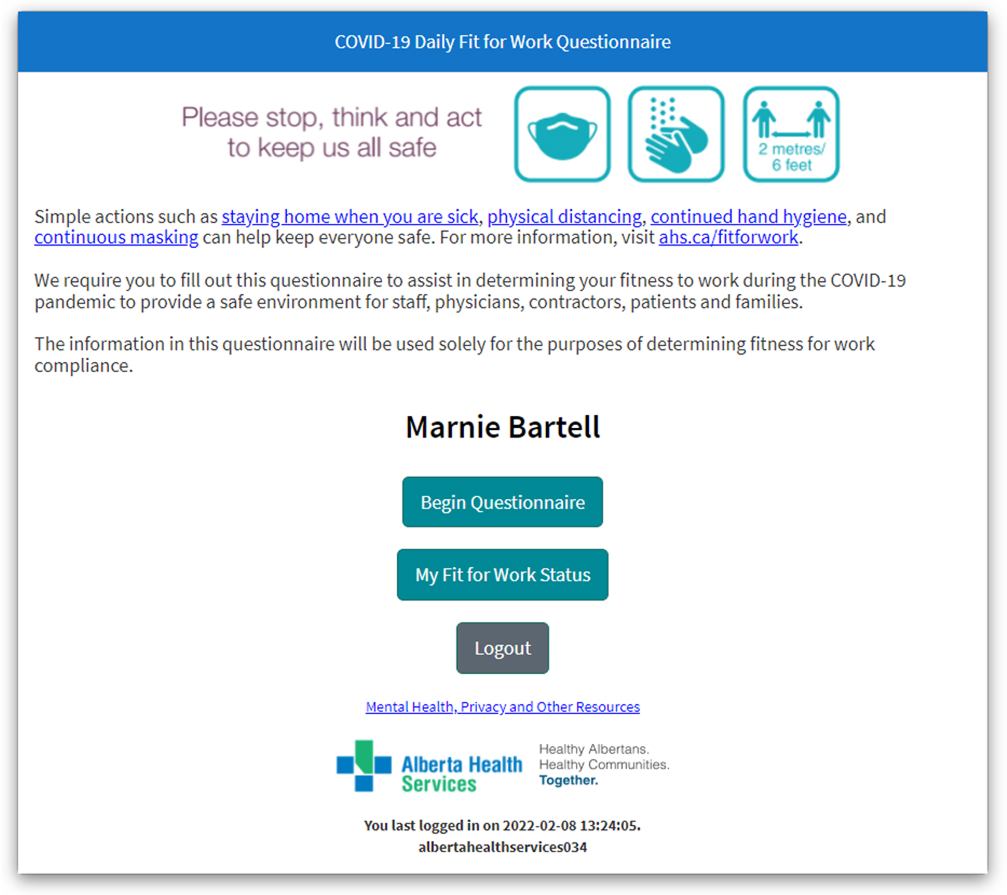 COVID-19 Daily Fit for Work Questionnaire
Please stop, think and act
to keep us all safe
2 metres/
6 feet
Simple actions such as staying home when you are sick, physical distancing, continued hand hygiene, and
continuous masking can help keep everyone safe. For more information, visit ahs.ca/fitforwork.
We require you to fill out this questionnaire to assist in determining your fitness to work during the COVID-19
pandemic to provide a safe environment for staff, physicians, contractors, patients and families.
The information in this questionnaire will be used solely for the purposes of determining fitness for work
compliance.
Marnie Bartell
Begin Questionnaire
My Fit for Work Status
Logout
Mental Health, Privacy and Other Resources
Alberta Health
Services
Healthy Albertans.
Healthy Communities.
Together.
You last logged in on 2022-02-08 13:24:05.
albertahealthservices034